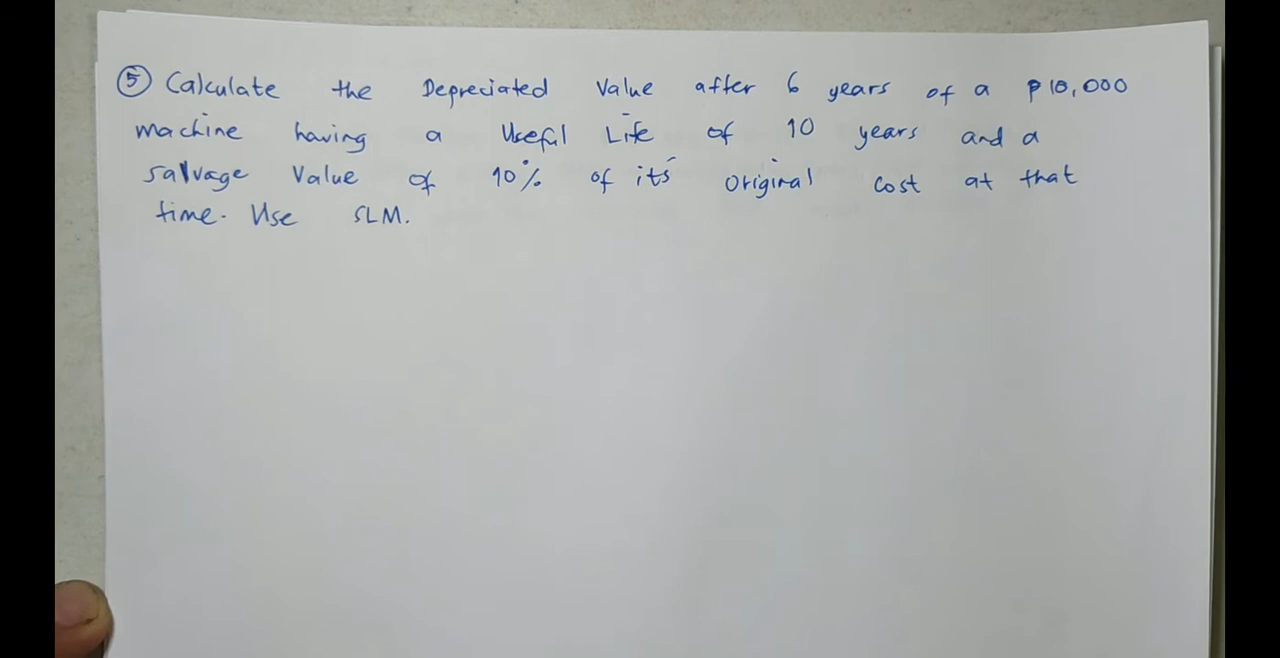 ⑤ Calculate the Depreciated Value after 6 years of a ₱10,000
machine having a Useful Life of 10 years and a
salvage Value of 10% of it's original cost at that
time. Use SLM.